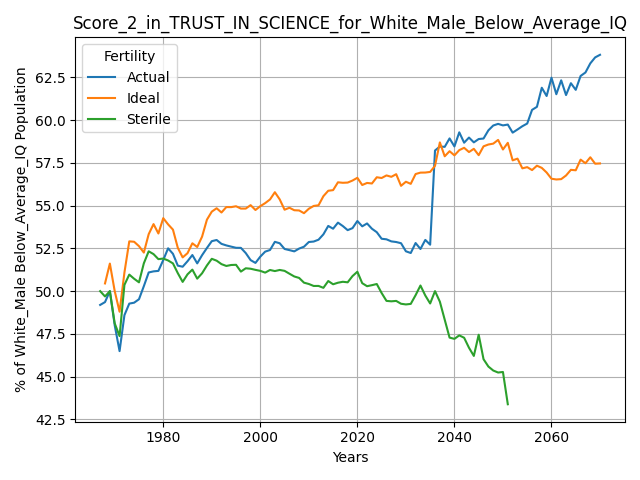 Score_2_in_TRUST_IN_SCIENCE_for_White_Male_Below_Average_IQ
Fertility
Actual
Ideal
Sterile
% of White_Male Below_Average_IQ Population
62.5
60.0
57.5
55.0
52.5
50.0
47.5
45.0
42.5
1980
2000
2020
2040
2060
Years